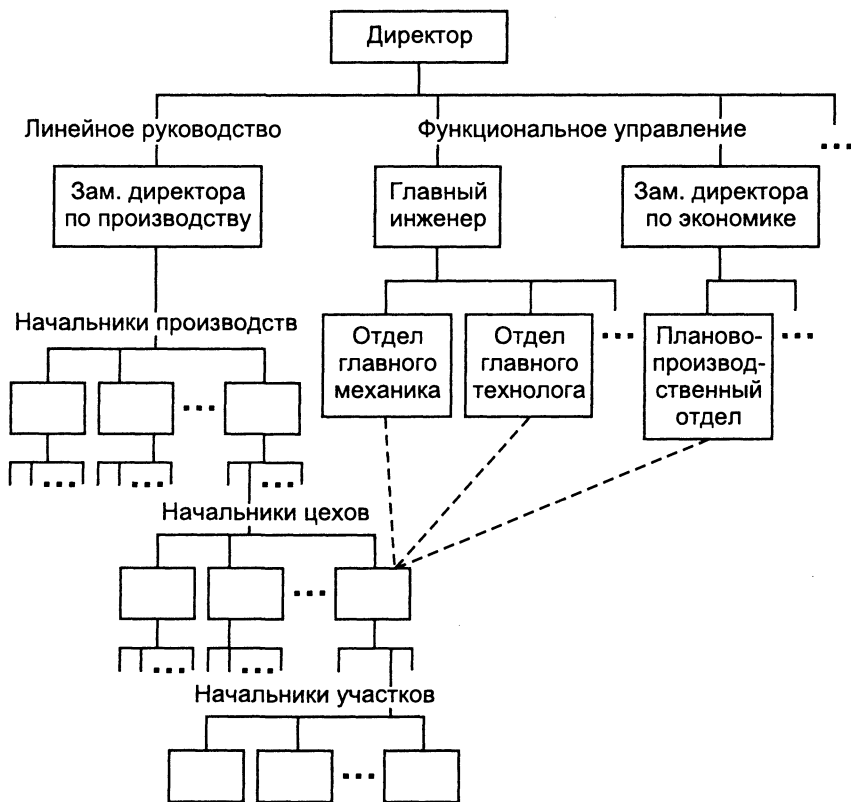 Директор
Линейное руководство
Функциональное управление
...
Зам. директора
по производству
Главный
инженер
Зам. директора
по экономике
Начальники производств
Отдел
главного
механика
Отдел
главного
технолога
...
Планово-
производ-
ственный
отдел
...
...
... ... ...
Начальники цехов
...
... ...
Начальники участков
...